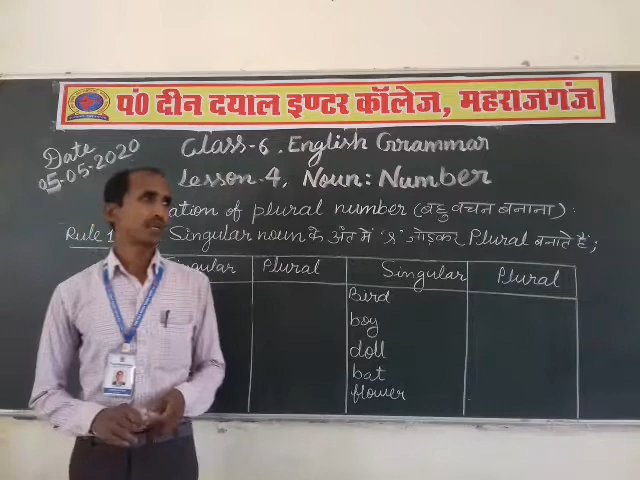 पं0 दीन दयाल इण्टर कॉलेज, महराजगंज
Date
05-05-2020
Class-6, English Grammar
Lesson-4, Noun: Number
ation of plural number (बहुवचन बनाना)
Rule 1 Singular noun के अंत में 's' जोड़कर Plural बनाते हैं;
ngular Plural Singular Plural
Bird
boy
doll
bat
flower